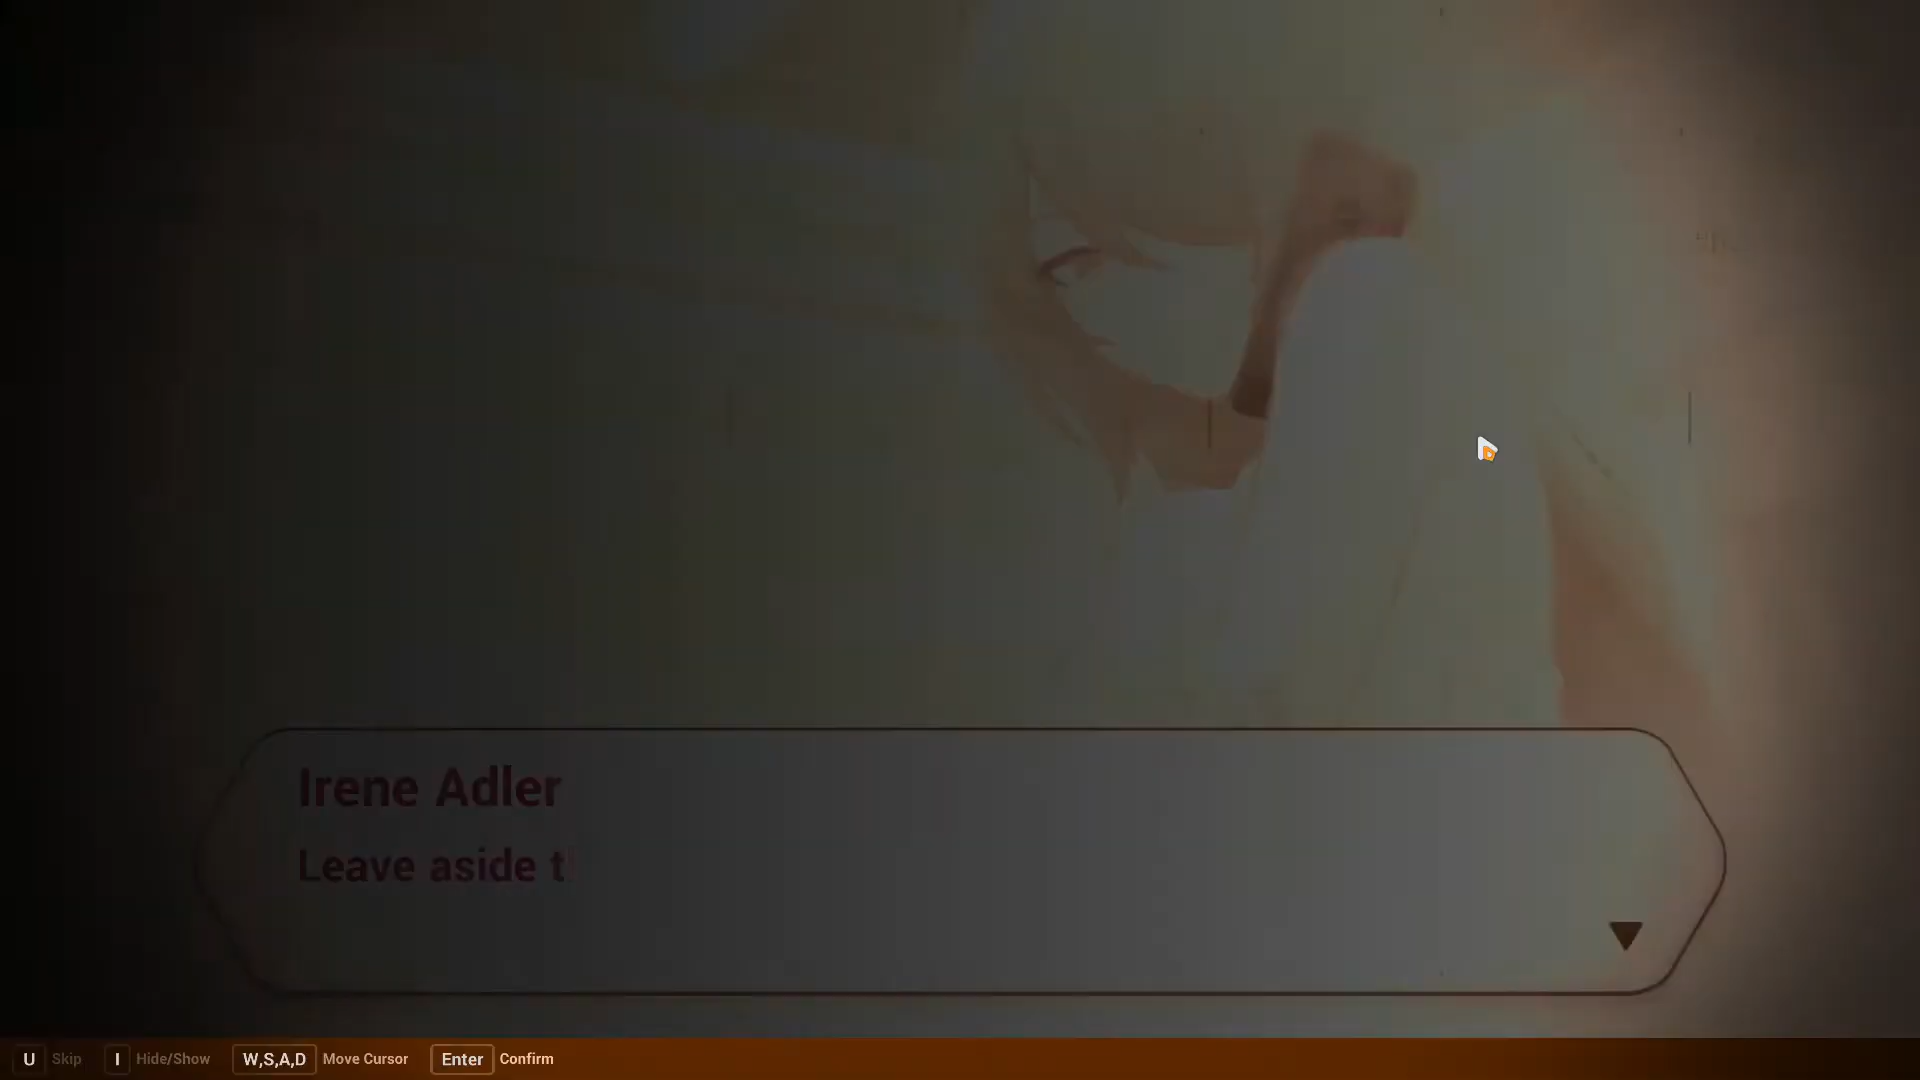 Irene Adler
Leave aside t
U Skip I Hide/Show W,S,A,D Move Cursor Enter Confirm